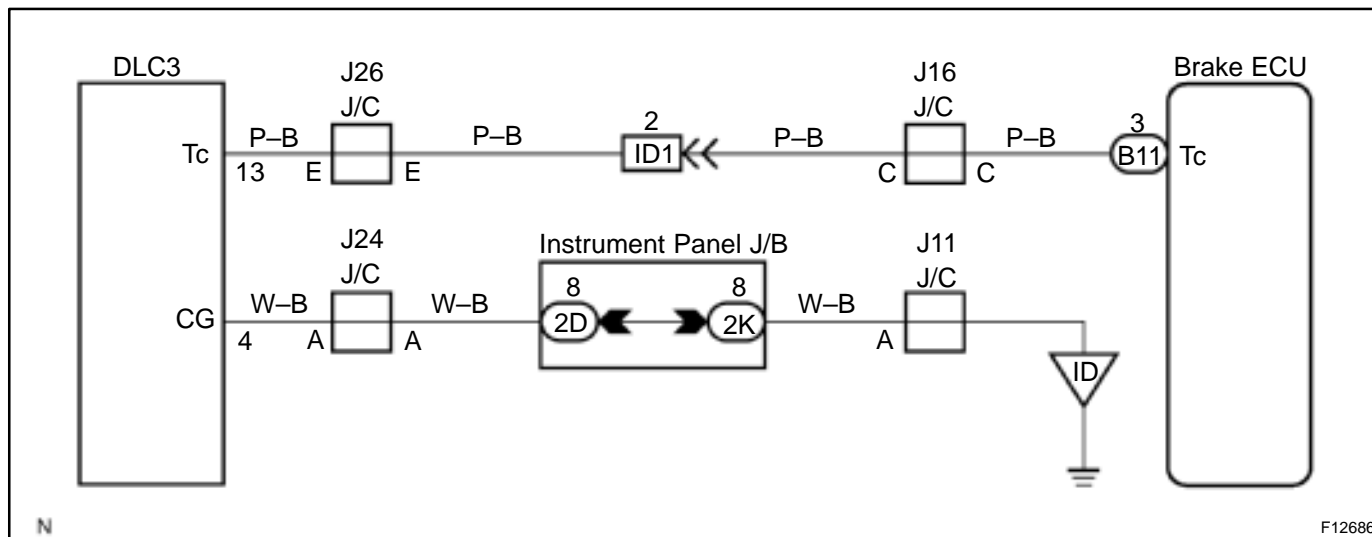 DLC3
J26
J/C
J16
J/C
Brake ECU
Tc
P–B
P–B
2
ID1
P–B
P–B
3
B11
Tc
13
E
E
C
C
J24
J/C
Instrument Panel J/B
J11
J/C
CG
W–B
W–B
8
2D
8
2K
W–B
4
A
A
A
ID
N
F12686